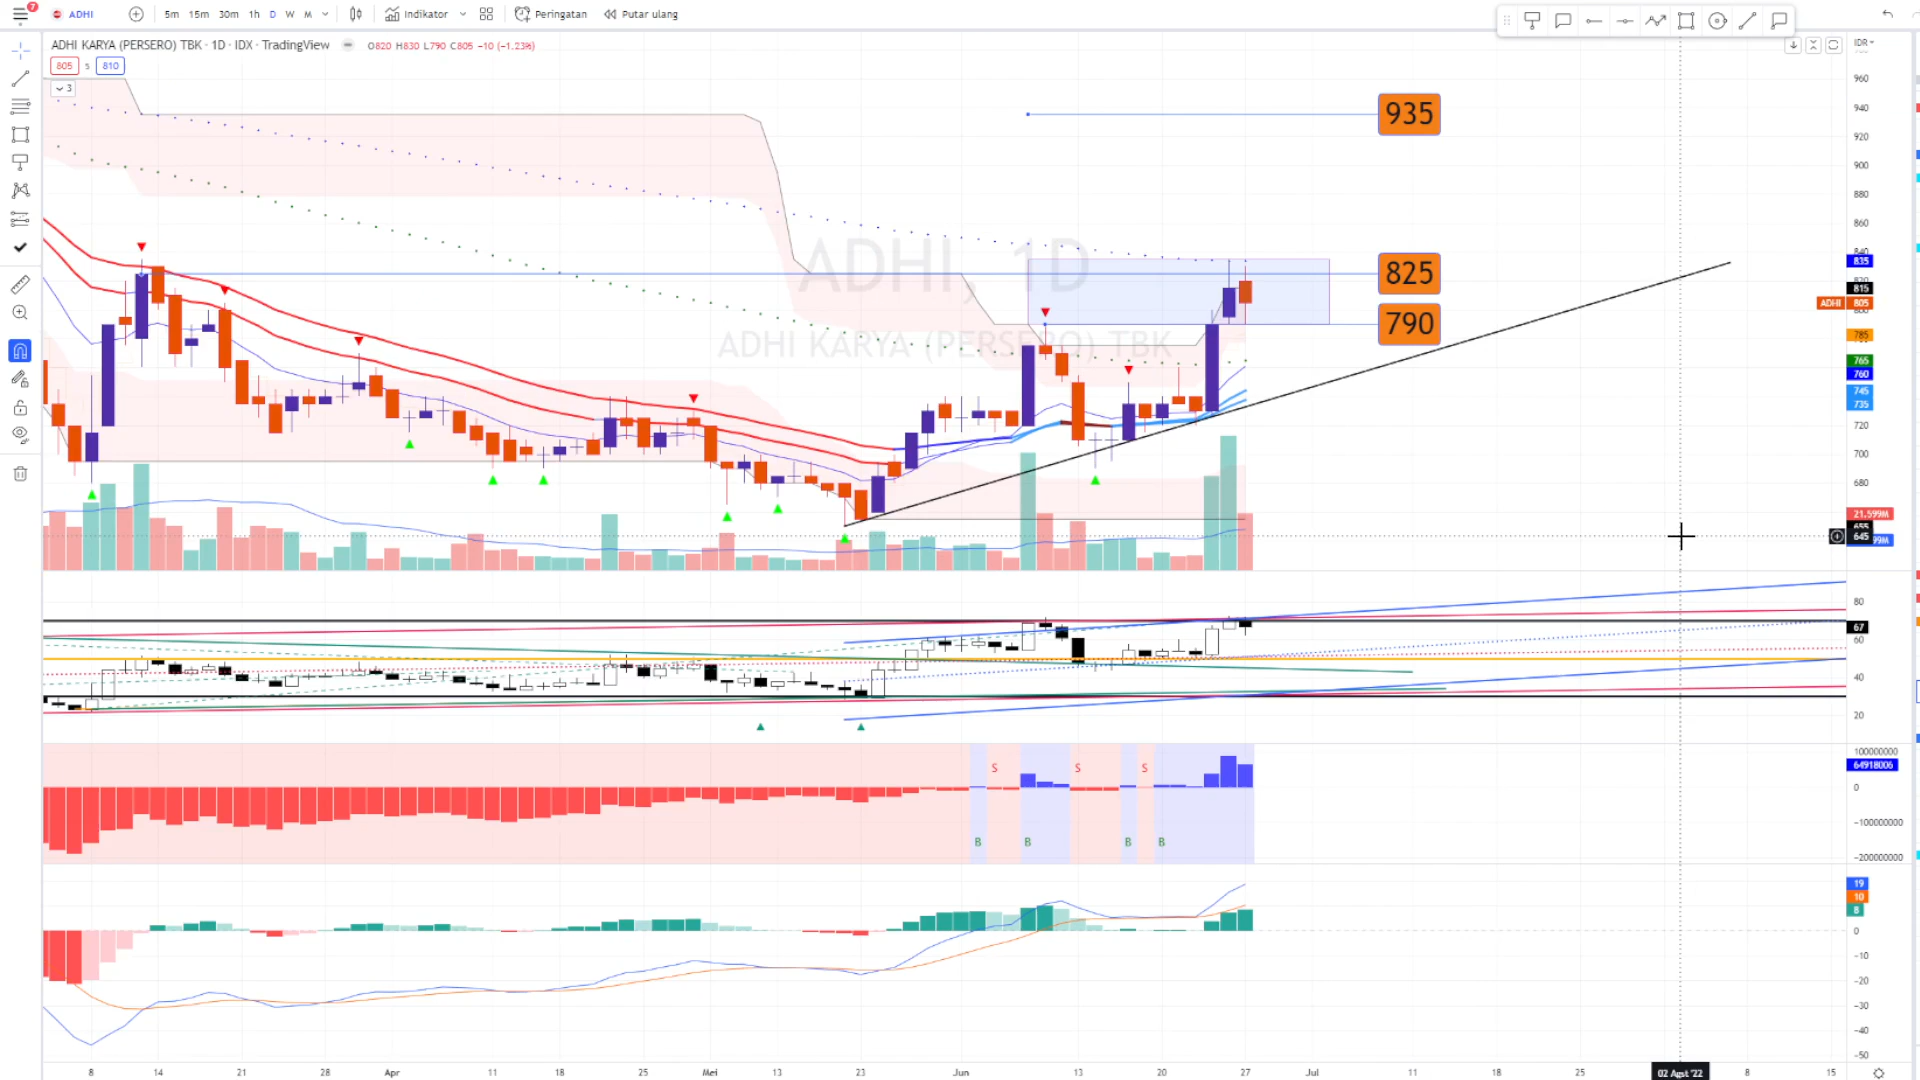 7
ADHI
5m 15m 30m 1h D W M
Indikator
Peringatan
Putar ulang
ADHI KARYA (PERSERO) TBK · 1D · IDX · TradingView
O820 H830 L790 C805 −10 (−1.23%)
805 5 810
3
IDR
960
940
920
900
880
860
840
835
815
ADHI 805
785
765
760
745
735
720
700
680
21.599M
645
935
825
790
ADHI, 1D
ADHI KARYA (PERSERO) TBK
80
67
60
40
20
100000000
64918006
0
−100000000
−200000000
S S S
B B B B
19
10
8
0
−10
−20
−30
−40
−50
8 14 21 28 Apr 11 18 25 Mei 13 23 Jun 13 20 27 Jul 11 18 25 02 Agst '22 8 15